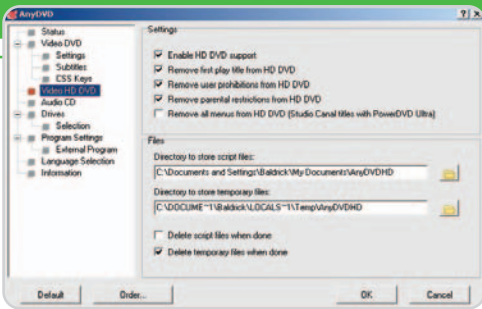 AnyDVD
Status
Video DVD
Settings
Subtitles
CSS Keys
Video HD DVD
Audio CD
Drives
Selection
Program Settings
External Program
Language Selection
Information
Settings
Enable HD DVD support
Remove first play title from HD DVD
Remove user prohibitions from HD DVD
Remove parental restrictions from HD DVD
Remove all menus from HD DVD (Studio Canal titles with PowerDVD Ultra)
Files
Directory to store script files:
C:\Documents and Settings\Baldrick\My Documents\AnyDVDHD
Directory to store temporary files:
C:\DOCUME~1\Baldrick\LOCALS~1\Temp\AnyDVDHD
Delete script files when done
Delete temporary files when done
Default
Order...
OK
Cancel